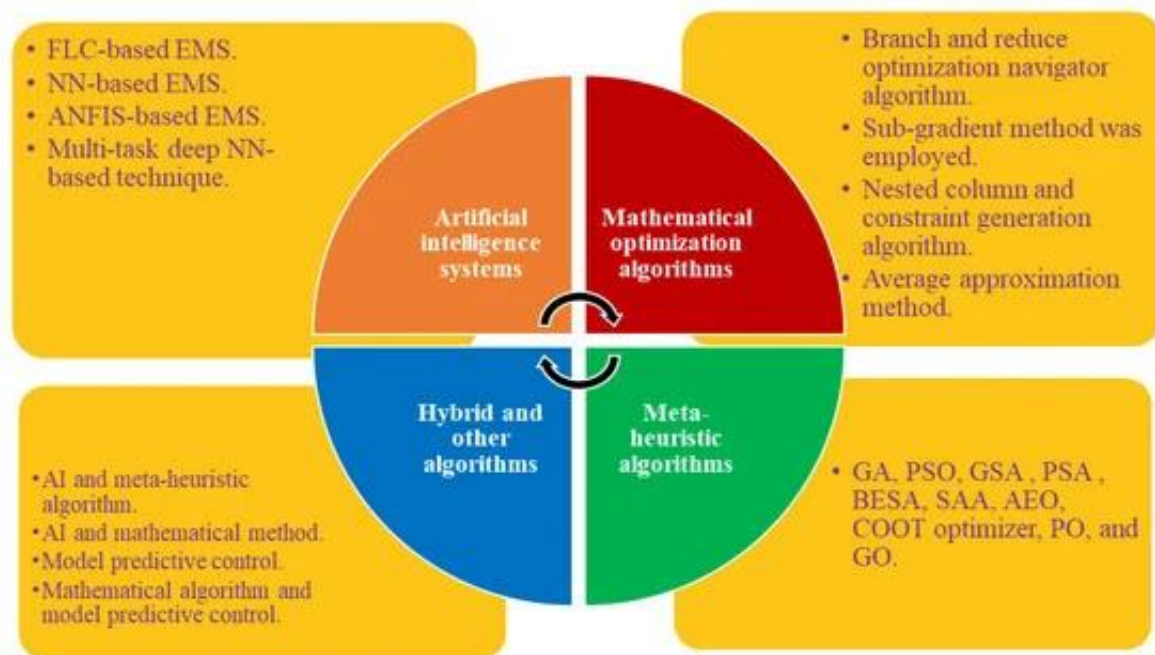 • FLC-based EMS.
• NN-based EMS.
• ANFIS-based EMS.
• Multi-task deep NN-
based technique.
• Branch and reduce
optimization navigator
algorithm.
• Sub-gradient method was
employed.
• Nested column and
constraint generation
algorithm.
• Average approximation
method.
Artificial
intelligence
systems
Mathematical
optimization
algorithms
Hybrid and
other
algorithms
Meta-
heuristic
algorithms
•AI and meta-heuristic
algorithm.
•AI and mathematical method.
•Model predictive control.
•Mathematical algorithm and
model predictive control.
• GA, PSO, GSA , PSA ,
BESA, SAA, AEO,
COOT optimizer, PO, and
GO.